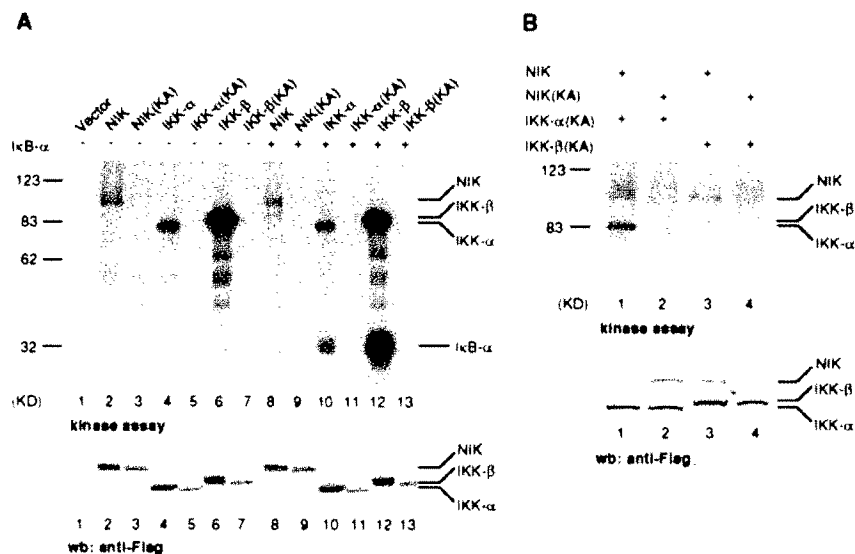 A
B
Vector
NIK
NIK(KA)
IKK-α
IKK-α(KA)
IKK-β
IKK-β(KA)
NIK
NIK(KA)
IKK-α
IKK-α(KA)
IKK-β
IKK-β(KA)
IκB-α - - - - - - - + + + + + +
123
83
62
32
NIK
IKK-β
IKK-α
IκB-α
(KD) 1 2 3 4 5 6 7 8 9 10 11 12 13
kinase assay
NIK
IKK-β
IKK-α
1 2 3 4 5 6 7 8 9 10 11 12 13
wb: anti-Flag
NIK + +
NIK(KA) + +
IKK-α(KA) + +
IKK-β(KA) + +
123
83
NIK
IKK-β
IKK-α
(KD) 1 2 3 4
kinase assay
NIK
IKK-β
IKK-α
1 2 3 4
wb: anti-Flag